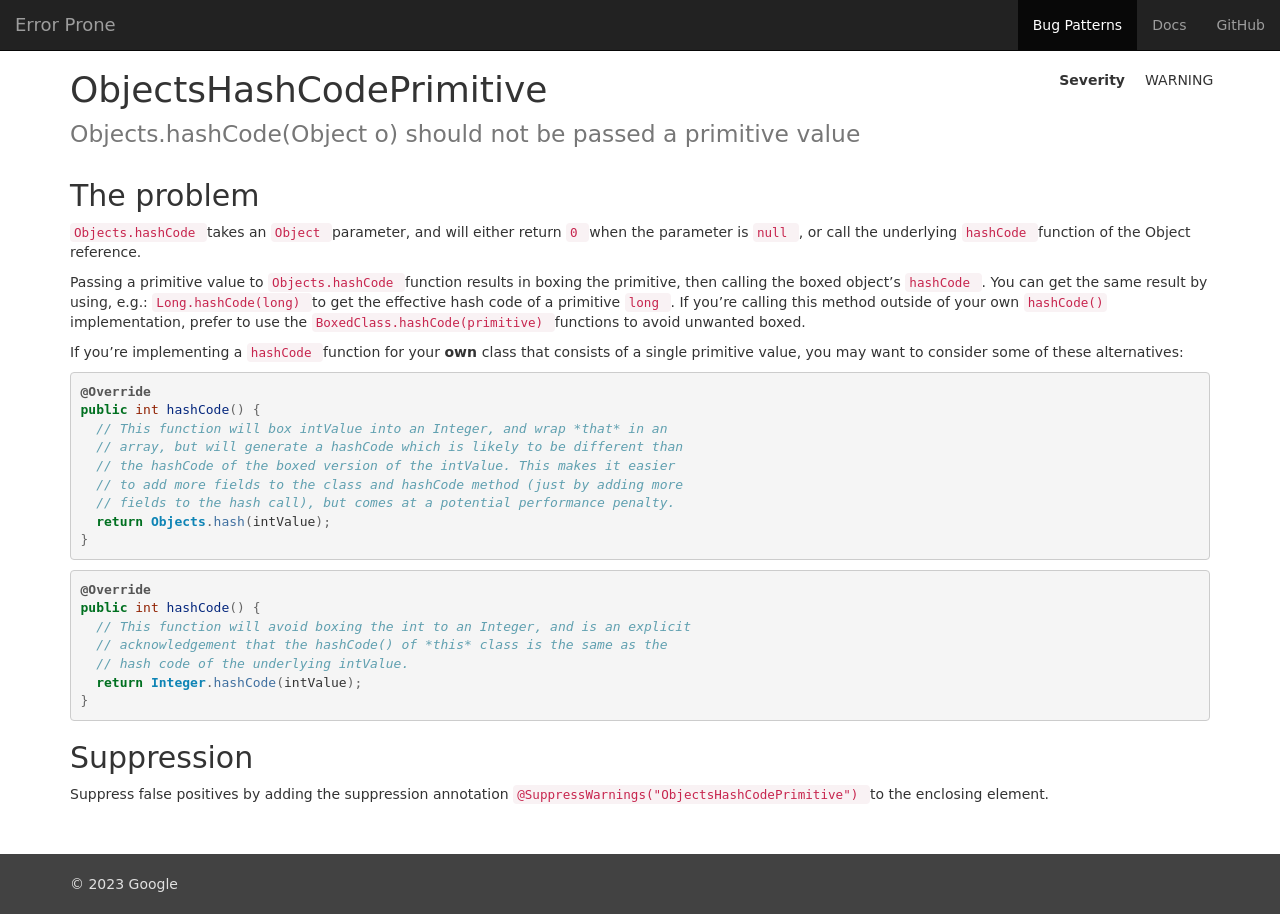 Error Prone
Bug Patterns
Docs
GitHub
ObjectsHashCodePrimitive
Severity WARNING
Objects.hashCode(Object o) should not be passed a primitive value
The problem
Objects.hashCode takes an Object parameter, and will either return 0 when the parameter is null , or call the underlying hashCode function of the Object
reference.
Passing a primitive value to Objects.hashCode function results in boxing the primitive, then calling the boxed object’s hashCode . You can get the same result by
using, e.g.: Long.hashCode(long) to get the effective hash code of a primitive long . If you’re calling this method outside of your own hashCode()
implementation, prefer to use the BoxedClass.hashCode(primitive) functions to avoid unwanted boxed.
If you’re implementing a hashCode function for your own class that consists of a single primitive value, you may want to consider some of these alternatives:
@Override
public int hashCode() {
  // This function will box intValue into an Integer, and wrap *that* in an
  // array, but will generate a hashCode which is likely to be different than
  // the hashCode of the boxed version of the intValue. This makes it easier
  // to add more fields to the class and hashCode method (just by adding more
  // fields to the hash call), but comes at a potential performance penalty.
  return Objects.hash(intValue);
}
@Override
public int hashCode() {
  // This function will avoid boxing the int to an Integer, and is an explicit
  // acknowledgement that the hashCode() of *this* class is the same as the
  // hash code of the underlying intValue.
  return Integer.hashCode(intValue);
}
Suppression
Suppress false positives by adding the suppression annotation @SuppressWarnings("ObjectsHashCodePrimitive") to the enclosing element.
© 2023 Google